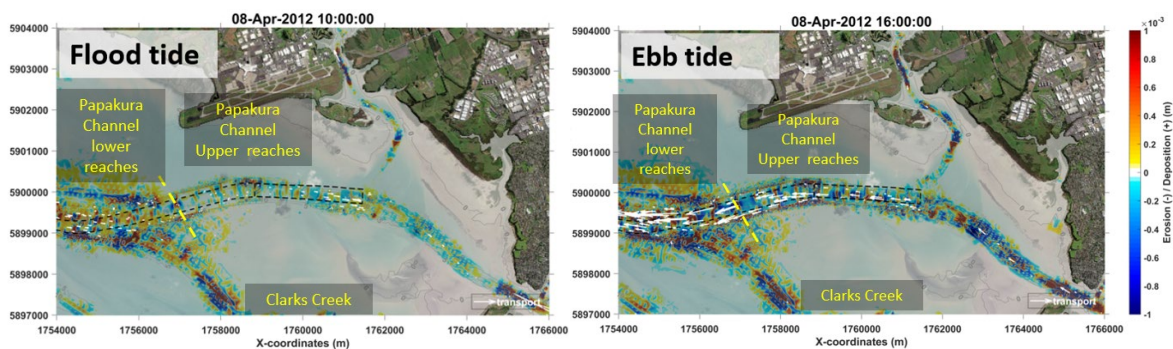 08-Apr-2012 10:00:00
Flood tide
Papakura
Channel
lower
reaches
Papakura
Channel
Upper reaches
Clarks Creek
transport
5904000
5903000
5902000
5901000
5900000
5899000
5898000
5897000
1754000
1756000
1758000
1760000
1762000
1764000
1766000
X-coordinates (m)
08-Apr-2012 16:00:00
Ebb tide
Papakura
Channel
lower
reaches
Papakura
Channel
Upper reaches
Clarks Creek
transport
5904000
5903000
5902000
5901000
5900000
5899000
5898000
5897000
1754000
1756000
1758000
1760000
1762000
1764000
1766000
X-coordinates (m)
×10⁻³
1
0.8
0.6
0.4
0.2
0
-0.2
-0.4
-0.6
-0.8
-1
Erosion (-) / Deposition (+) (m)